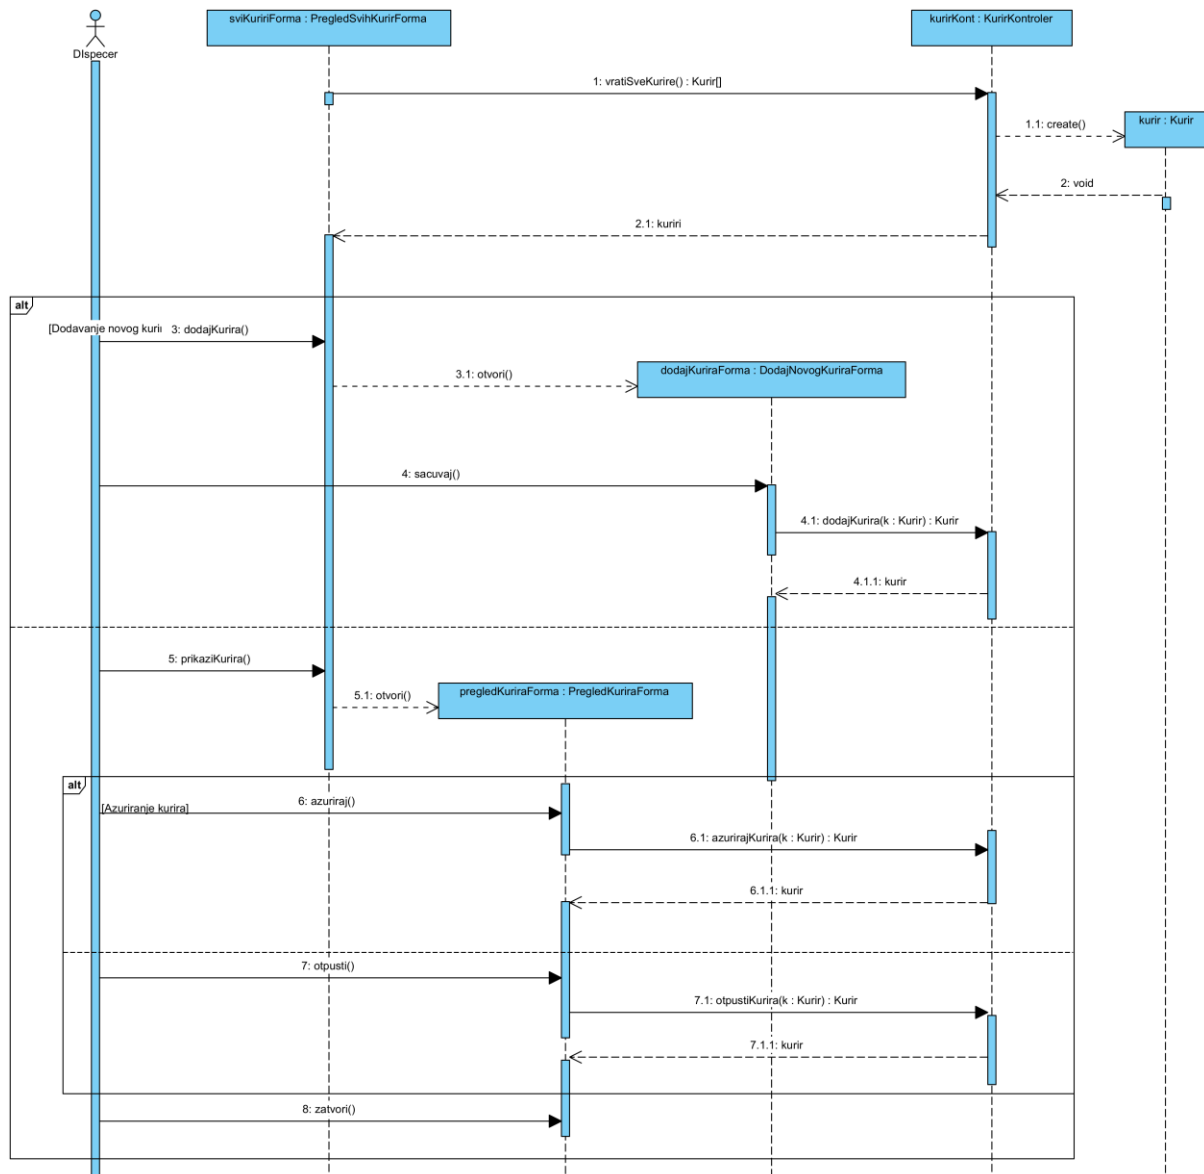 sviKuririForma : PregledSvihKurirForma
kurirKont : KurirKontroler
DIspecer
1: vratiSveKurire() : Kurir[]
1.1: create()
kurir : Kurir
2: void
2.1: kuriri
alt
[Dodavanje novog
3: dodajKurira()
3.1: otvori()
dodajKuriraForma : DodajNovogKuriraForma
4: sacuvaj()
4.1: dodajKurira(k : Kurir) : Kurir
4.1.1: kurir
5: prikaziKurira()
5.1: otvori()
pregledKuriraForma : PregledKuriraForma
alt
[Azuriranje kurira]
6: azuriraj()
6.1: azurirajKurira(k : Kurir) : Kurir
6.1.1: kurir
7: otpusti()
7.1: otpustiKurira(k : Kurir) : Kurir
7.1.1: kurir
8: zatvori()